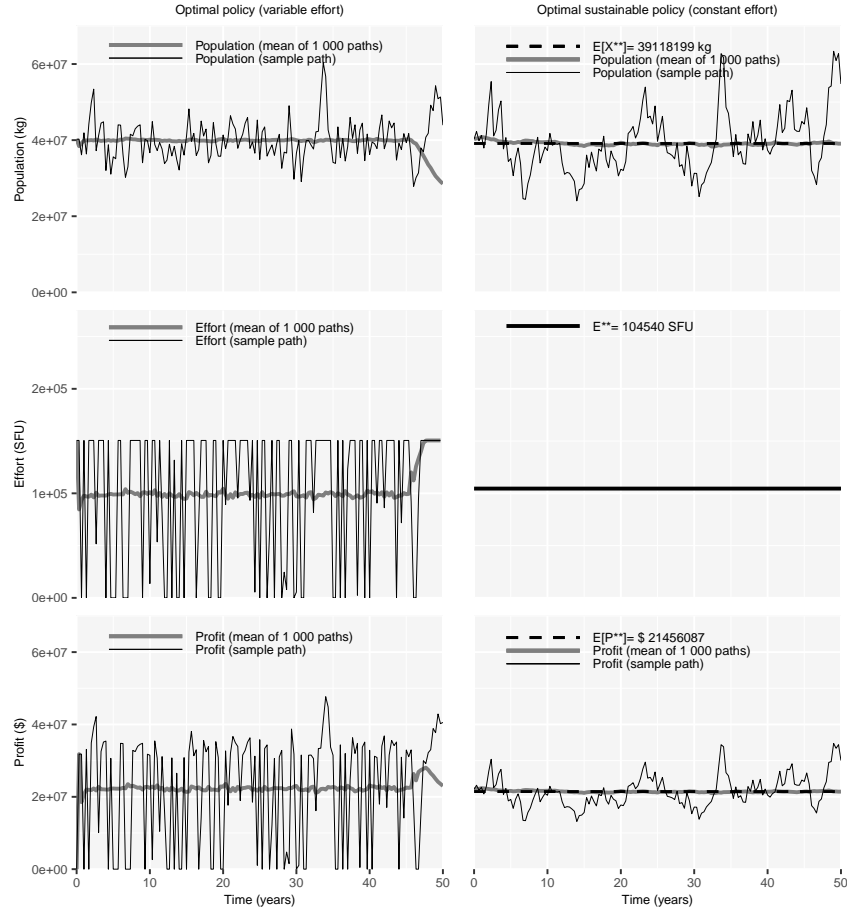 Optimal policy (variable effort)
Optimal sustainable policy (constant effort)
Population (kg)
6e+07
4e+07
2e+07
0e+00
Population (mean of 1 000 paths)
Population (sample path)
E[X**]= 39118199 kg
Population (mean of 1 000 paths)
Population (sample path)
Effort (SFU)
2e+05
1e+05
0e+00
Effort (mean of 1 000 paths)
Effort (sample path)
E**= 104540 SFU
Profit ($)
6e+07
4e+07
2e+07
0e+00
Profit (mean of 1 000 paths)
Profit (sample path)
E[P**]= $ 21456087
Profit (mean of 1 000 paths)
Profit (sample path)
0 10 20 30 40 50
0 10 20 30 40 50
Time (years)
Time (years)